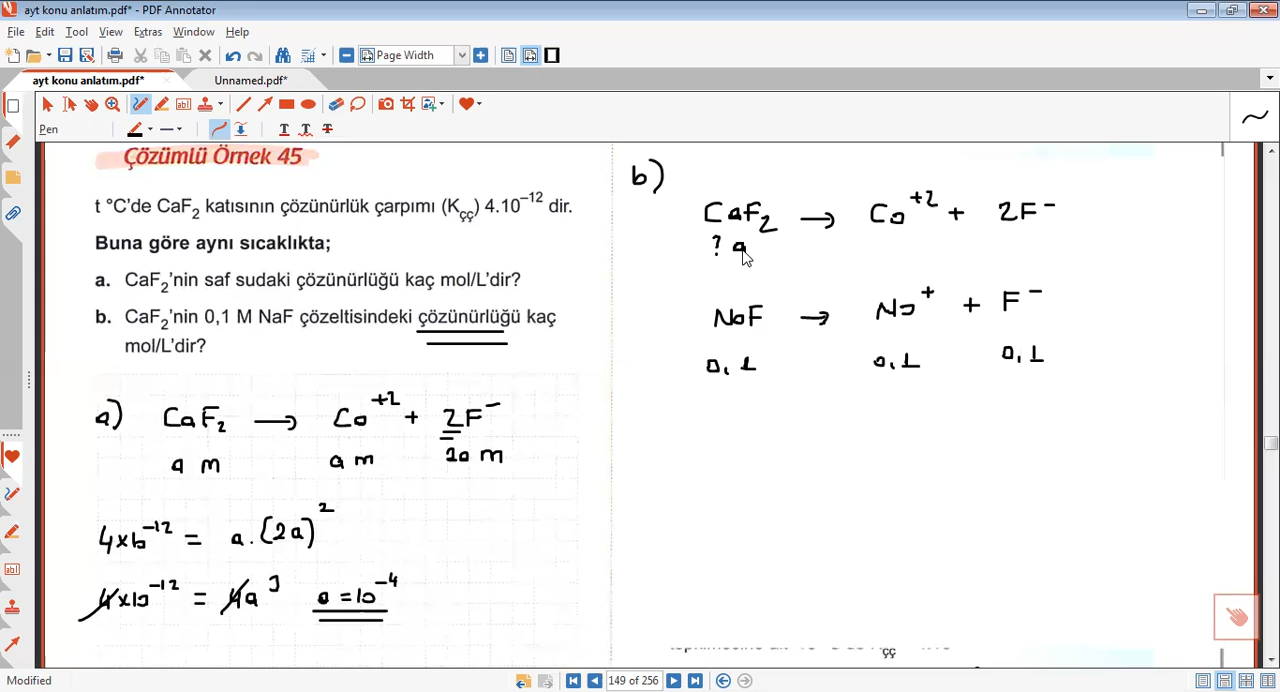 ayt konu anlatım.pdf* - PDF Annotator
File Edit Tool View Extras Window Help
Page Width
ayt konu anlatım.pdf* Unnamed.pdf*
Pen
Çözümlü Örnek 45
t °C'de CaF₂ katısının çözünürlük çarpımı (Kçç) 4.10⁻¹² dir.
Buna göre aynı sıcaklıkta;
a. CaF₂'nin saf sudaki çözünürlüğü kaç mol/L'dir?
b. CaF₂'nin 0,1 M NaF çözeltisindeki çözünürlüğü kaç
mol/L'dir?
a) CaF₂ → Ca⁺² + 2F⁻
a m a m 2a m
4x10⁻¹² = a.(2a)²
4x10⁻¹² = 4a³ a = 10⁻⁴
b)
CaF₂ → Ca⁺² + 2F⁻
? a
NaF → Na⁺ + F⁻
0,1 0,1 0,1
Modified
149 of 256